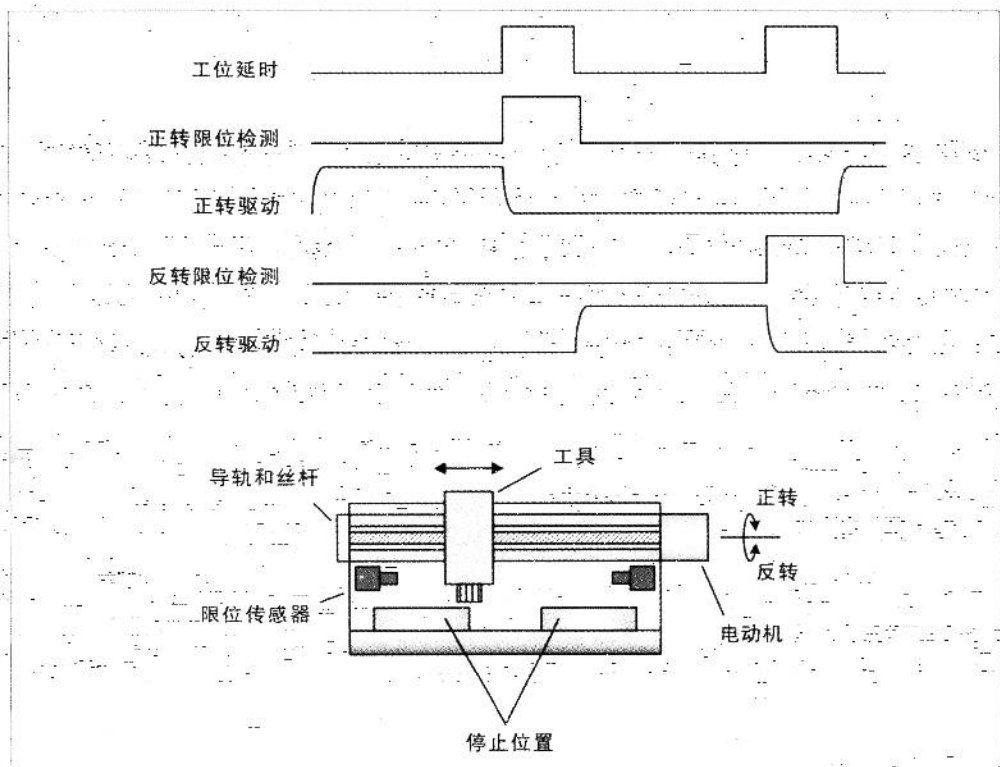 工位延时
正转限位检测
正转驱动
反转限位检测
反转驱动
工具
导轨和丝杆
正转
反转
限位传感器
电动机
停止位置